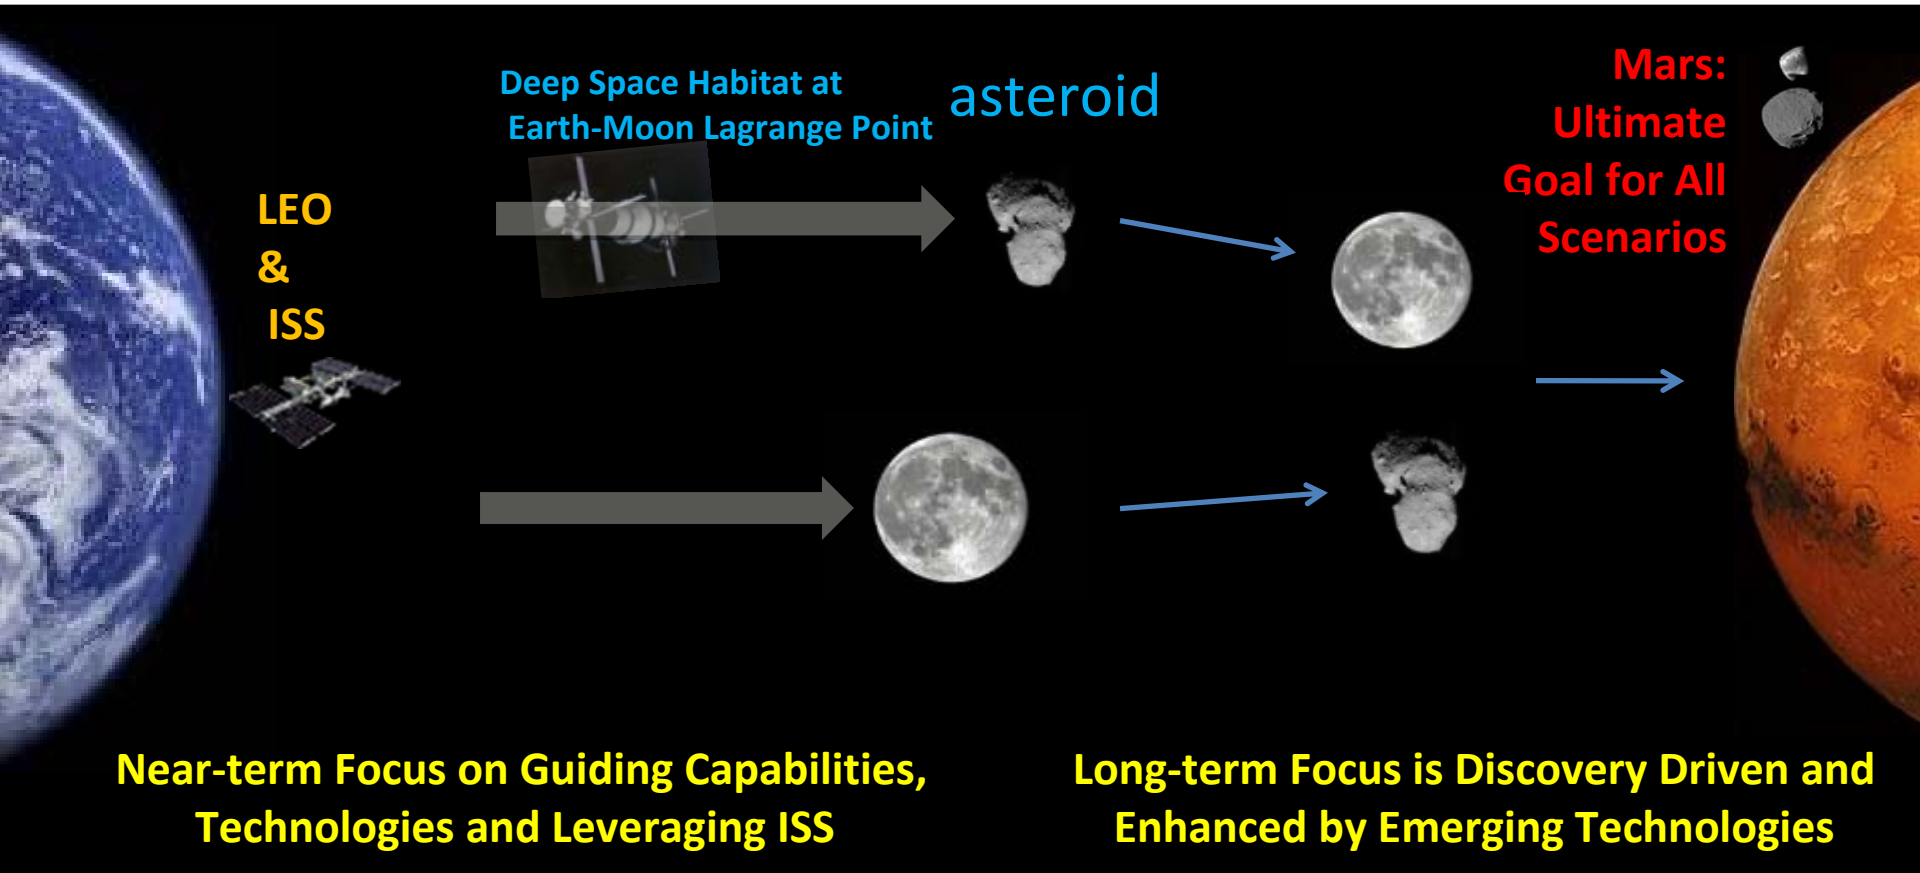 LEO
&
ISS
Deep Space Habitat at
Earth-Moon Lagrange Point
asteroid
Mars:
Ultimate
Goal for All
Scenarios
Near-term Focus on Guiding Capabilities,
Technologies and Leveraging ISS
Long-term Focus is Discovery Driven and
Enhanced by Emerging Technologies